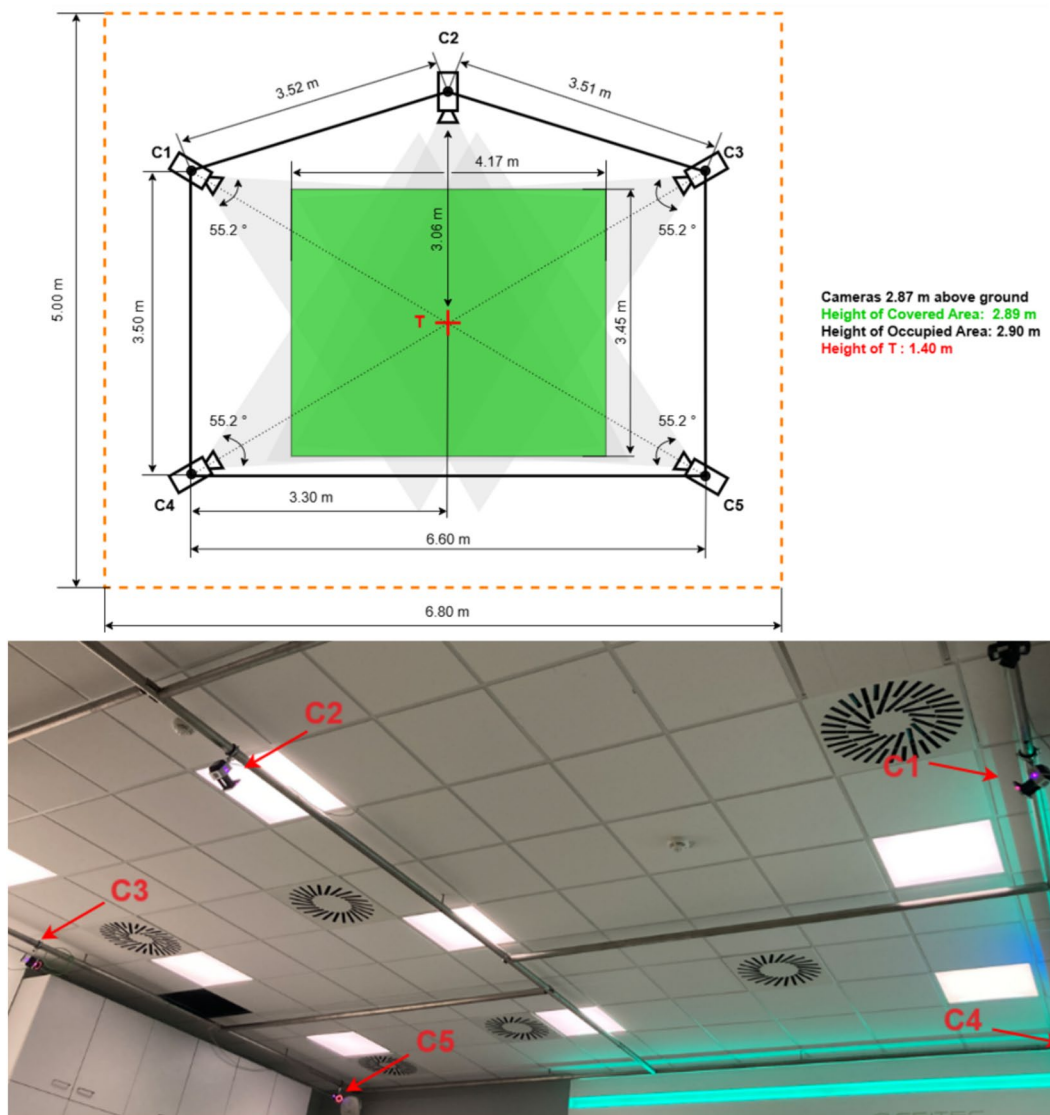 C2
3.52 m
3.51 m
C1
C3
4.17 m
55.2 °
55.2 °
3.06 m
5.00 m
3.50 m
T
3.45 m
Cameras 2.87 m above ground
Height of Covered Area: 2.89 m
Height of Occupied Area: 2.90 m
Height of T : 1.40 m
55.2 °
55.2 °
C4
3.30 m
C5
6.60 m
6.80 m
C2
C1
C3
C4
C5